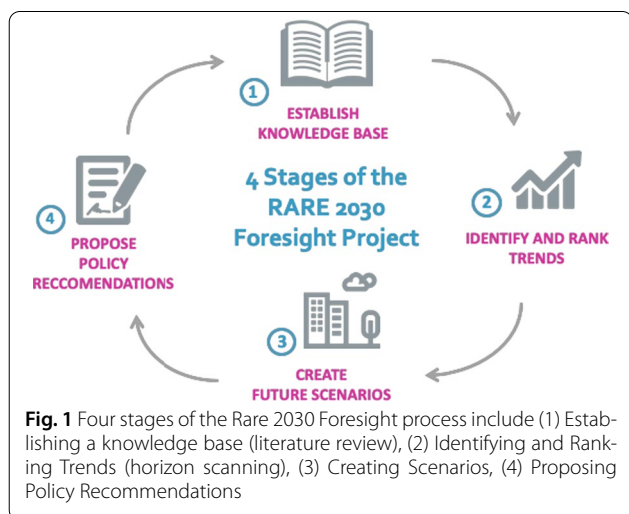 1
ESTABLISH
KNOWLEDGE BASE
4 Stages of the
RARE 2030
Foresight Project
2
IDENTIFY AND RANK
TRENDS
3
CREATE
FUTURE SCENARIOS
4
PROPOSE
POLICY
RECCOMENDATIONS
Fig. 1 Four stages of the Rare 2030 Foresight process include (1) Estab-
lishing a knowledge base (literature review), (2) Identifying and Rank-
ing Trends (horizon scanning), (3) Creating Scenarios, (4) Proposing
Policy Recommendations